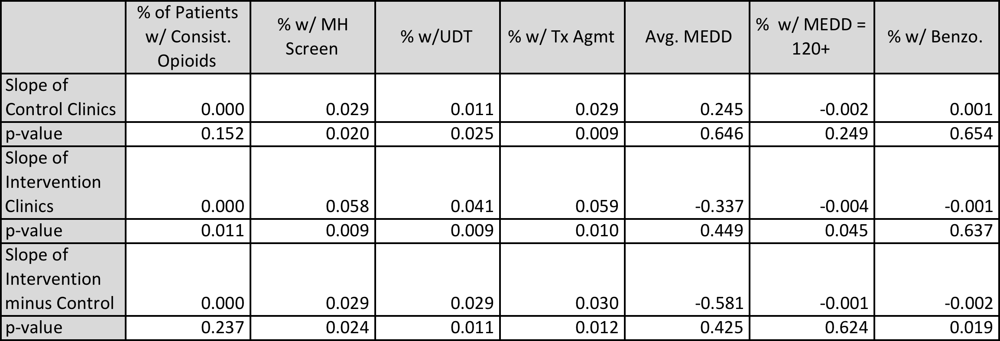 % of Patients
w/ Consist.
Opioids
% w/ MH
Screen
% w/UDT
% w/ Tx Agmt
Avg. MEDD
% w/ MEDD =
120+
% w/ Benzo.
Slope of
Control Clinics 0.000 0.029 0.011 0.029 0.245 -0.002 0.001
p-value 0.152 0.020 0.025 0.009 0.646 0.249 0.654
Slope of
Intervention
Clinics 0.000 0.058 0.041 0.059 -0.337 -0.004 -0.001
p-value 0.011 0.009 0.009 0.010 0.449 0.045 0.637
Slope of
Intervention
minus Control 0.000 0.029 0.029 0.030 -0.581 -0.001 -0.002
p-value 0.237 0.024 0.011 0.012 0.425 0.624 0.019